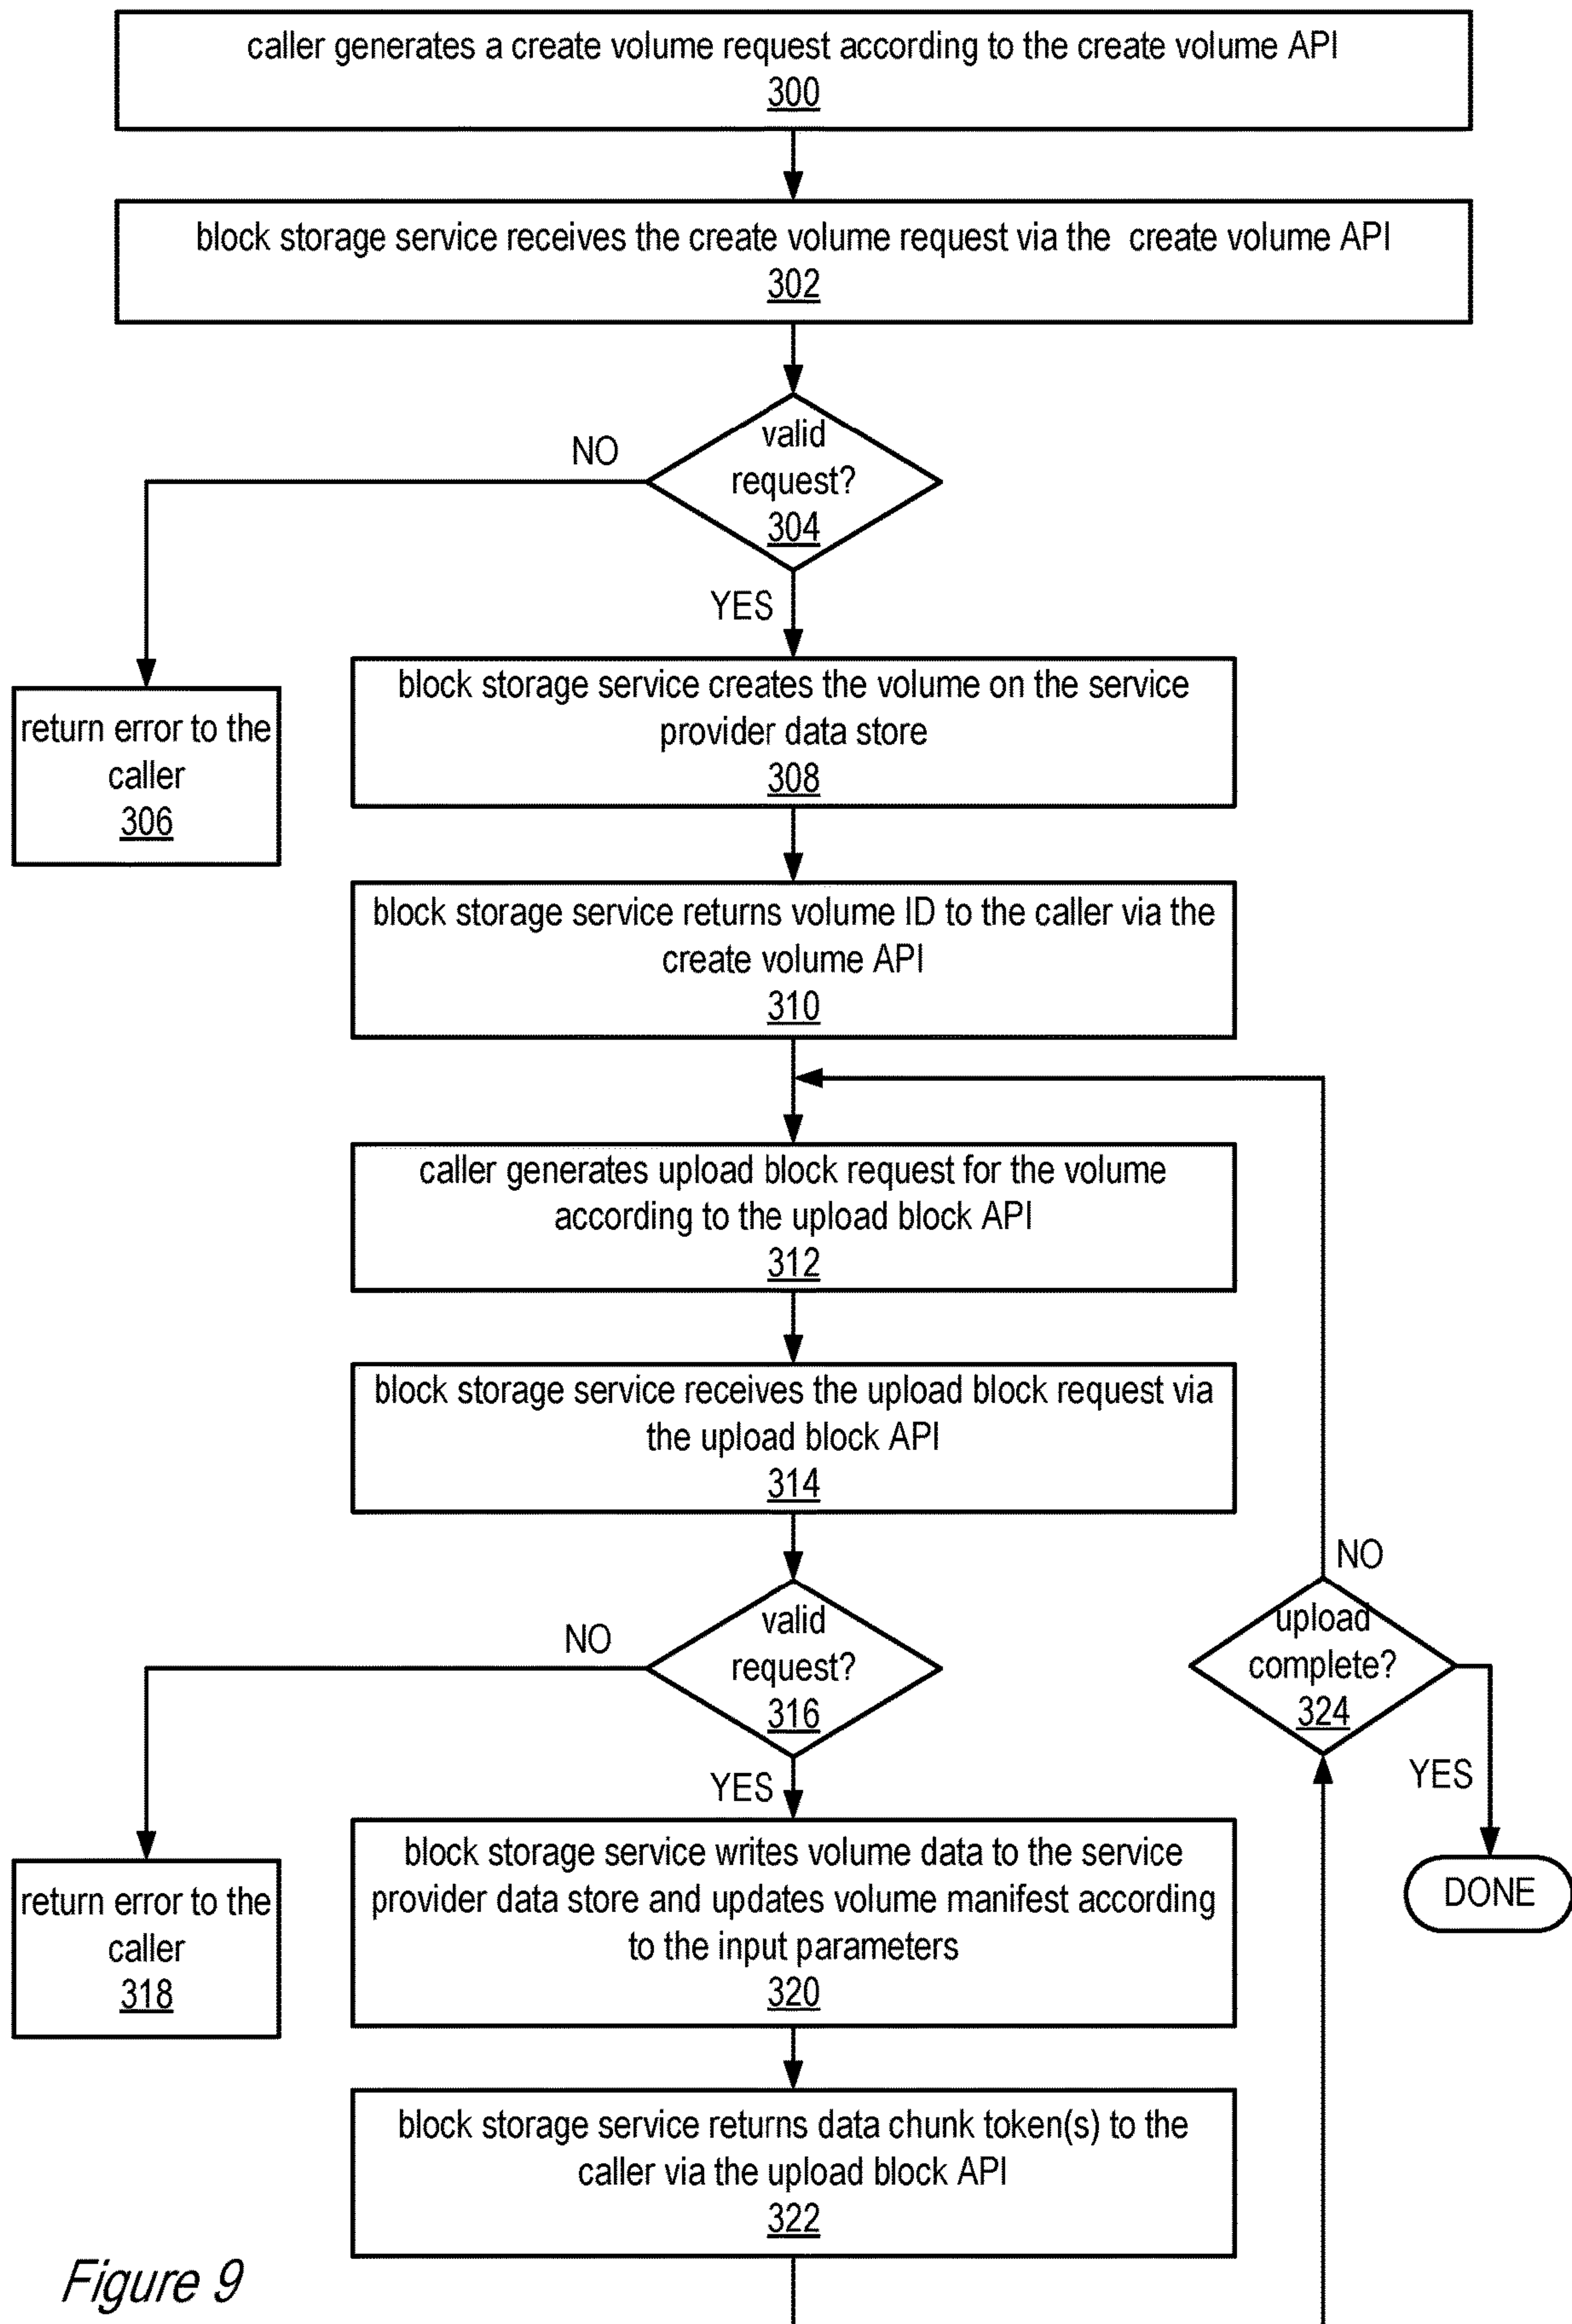 caller generates a create volume request according to the create volume API
300
block storage service receives the create volume request via the create volume API
302
valid
request?
304
NO
YES
return error to the
caller
306
block storage service creates the volume on the service
provider data store
308
block storage service returns volume ID to the caller via the
create volume API
310
caller generates upload block request for the volume
according to the upload block API
312
block storage service receives the upload block request via
the upload block API
314
valid
request?
316
NO
YES
return error to the
caller
318
block storage service writes volume data to the service
provider data store and updates volume manifest according
to the input parameters
320
block storage service returns data chunk token(s) to the
caller via the upload block API
322
NO
upload
complete?
324
YES
DONE
Figure 9